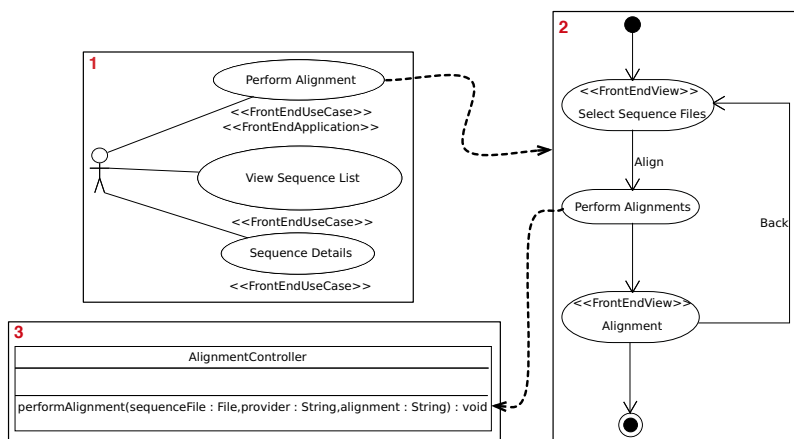 1
Perform Alignment
<<FrontEndUseCase>>
<<FrontEndApplication>>
View Sequence List
<<FrontEndUseCase>>
Sequence Details
<<FrontEndUseCase>>
2
<<FrontEndView>>
Select Sequence Files
Align
Perform Alignments
Back
<<FrontEndView>>
Alignment
3
AlignmentController
performAlignment(sequenceFile : File,provider : String,alignment : String) : void